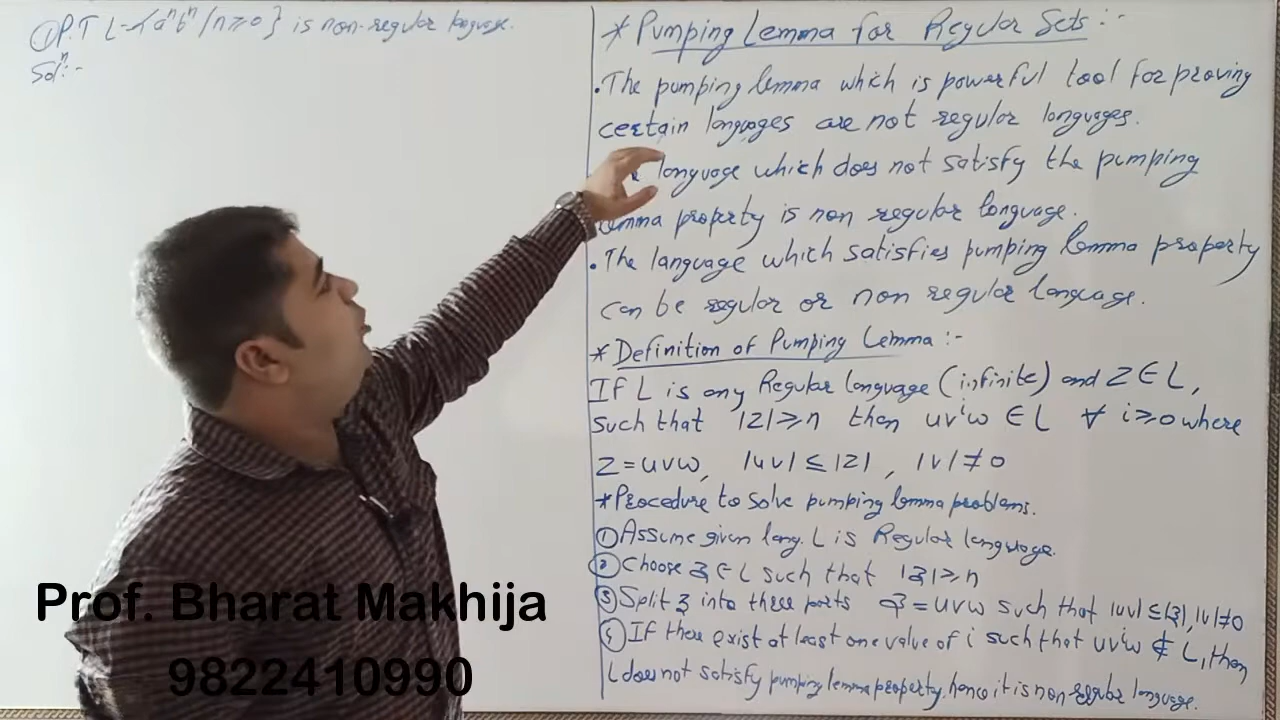 ① P.T L = {aⁿbⁿ / n ≥ 0} is non-regular language.
Solⁿ:-
* Pumping Lemma for Regular Sets:-
. The pumping lemma which is powerful tool for proving
certain languages are not regular languages.
language which does not satisfy the pumping
lemma property is non regular language.
. The language which satisfies pumping lemma property
can be regular or non regular language.
* Definition of Pumping Lemma :-
If L is any Regular language (infinite) and Z ∈ L,
such that |Z| ≥ n then uvⁱw ∈ L ∀ i ≥ 0 where
Z = uvw, |uv| ≤ |Z|, |v| ≠ 0
* Procedure to solve pumping lemma problems.
① Assume given lang. L is Regular language.
② Choose z ∈ L such that |z| ≥ n
③ Split z into three parts z = uvw such that |uv| ≤ |z|, |v| ≠ 0
④ If there exist at least one value of i such that uvⁱw ∉ L, then
L does not satisfy pumping lemma property. hence it is non regular language.
Prof. Bharat Makhija
9822410990